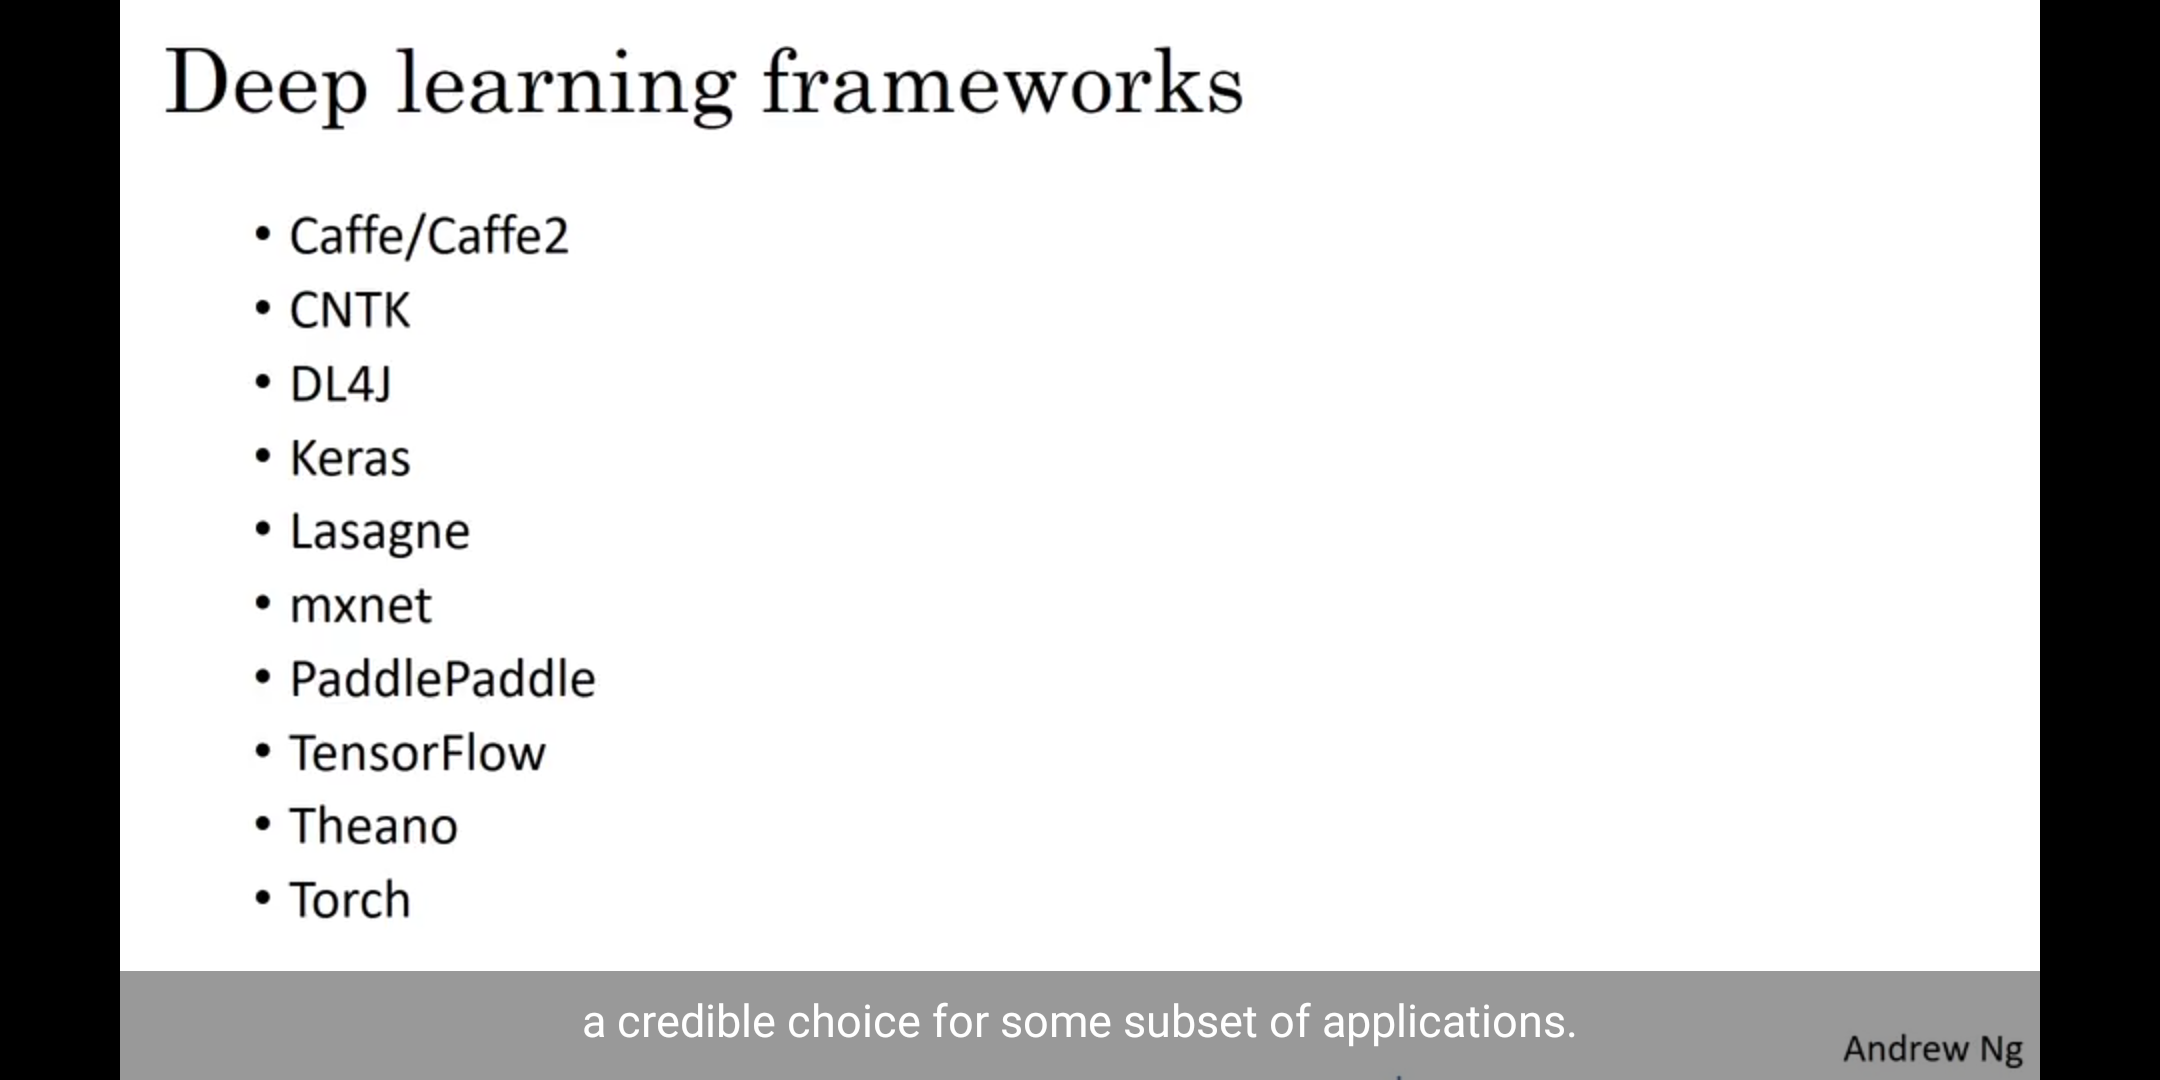 Deep learning frameworks
• Caffe/Caffe2
• CNTK
• DL4J
• Keras
• Lasagne
• mxnet
• PaddlePaddle
• TensorFlow
• Theano
• Torch
a credible choice for some subset of applications.
Andrew Ng